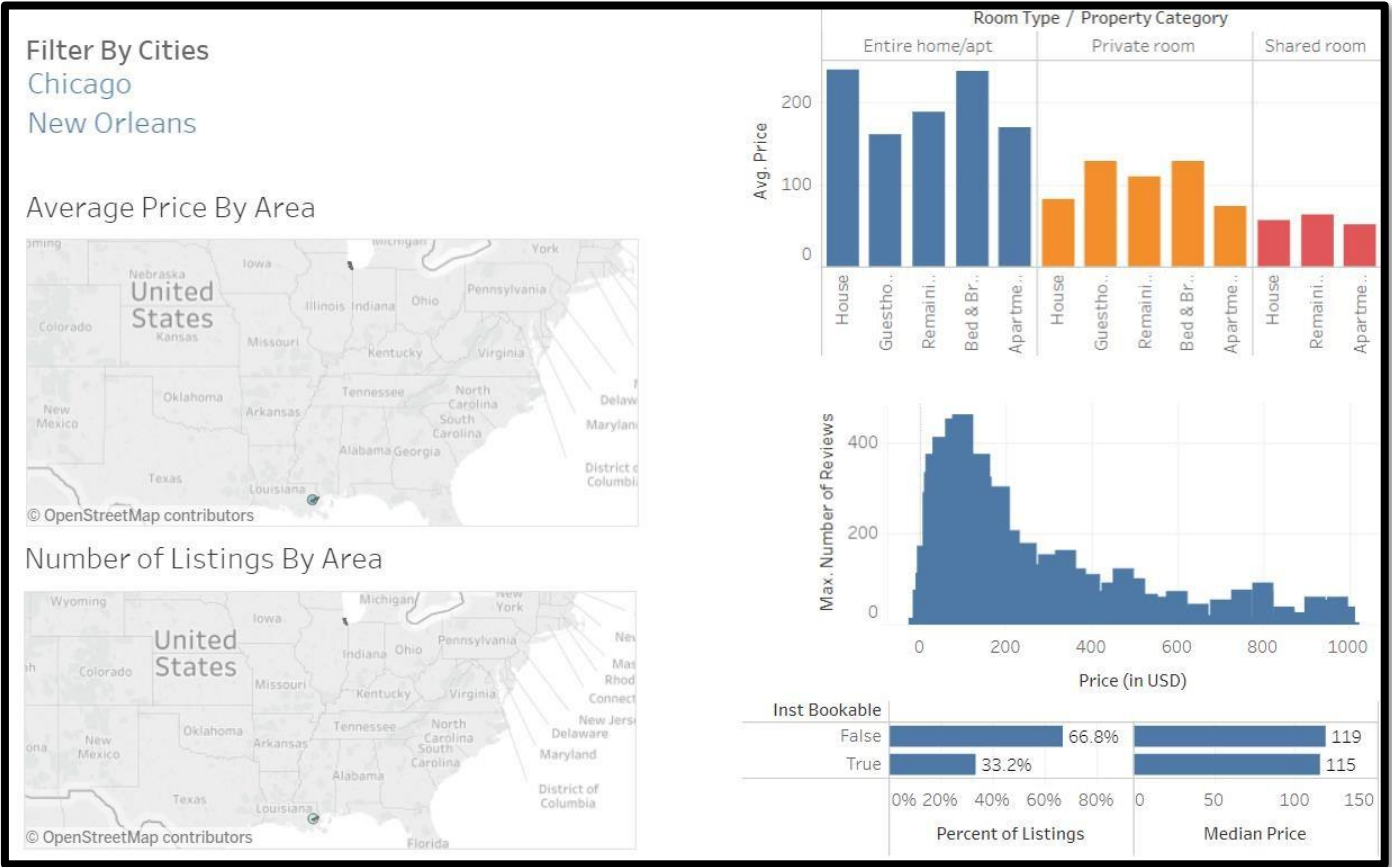 Filter By Cities
Chicago
New Orleans
Average Price By Area
oming
Michigan
York
Iowa
Nebraska
United
States
Pennsylvania
Illinois Indiana Ohio
Colorado
Kansas
Missouri
Kentucky
Virginia
Tennessee
North
Carolina
Oklahoma
Arkansas
New
Mexico
South
Carolina
Delaw
Marylan
Alabama Georgia
District o
Columbi
Texas
Louisiana
© OpenStreetMap contributors
Number of Listings By Area
Wyoming
Michigan
New
York
Iowa
United
States
Pennsylvania
Indiana Ohio
Colorado
Missouri
Kentucky
Virginia
New
Mas
Rhod
Connect
New Jerse
Delaware
Maryland
District of
Columbia
Oklahoma
Tennessee
North
Carolina
ona
New
Mexico
Arkansas
South
Carolina
Alabama
Texas
Louisiana
Florida
© OpenStreetMap contributors
Room Type / Property Category
Entire home/apt Private room Shared room
Avg. Price
200
100
0
House Guestho.. Remaini.. Bed & Br.. Apartme.. House Guestho.. Remaini.. Bed & Br.. Apartme.. House Remaini.. Apartme..
Max. Number of Reviews
400
200
0
0 200 400 600 800 1000
Price (in USD)
Inst Bookable
False 66.8% 119
True 33.2% 115
0% 20% 40% 60% 80% 0 50 100 150
Percent of Listings Median Price